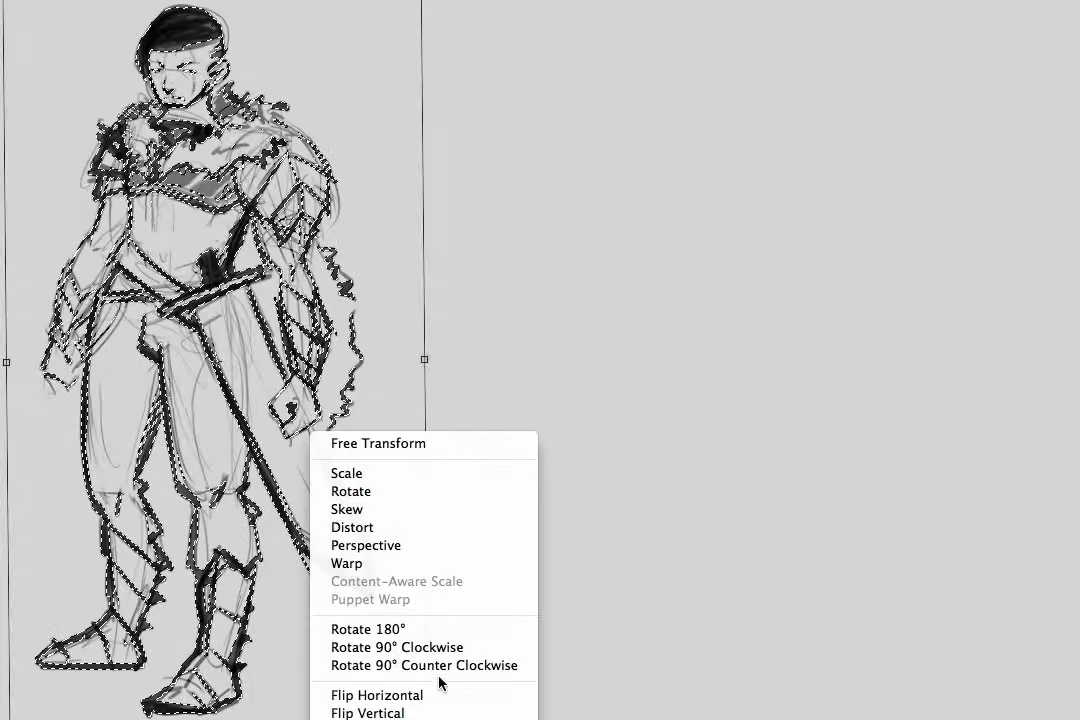 Free Transform
Scale
Rotate
Skew
Distort
Perspective
Warp
Content-Aware Scale
Puppet Warp
Rotate 180°
Rotate 90° Clockwise
Rotate 90° Counter Clockwise
Flip Horizontal
Flip Vertical